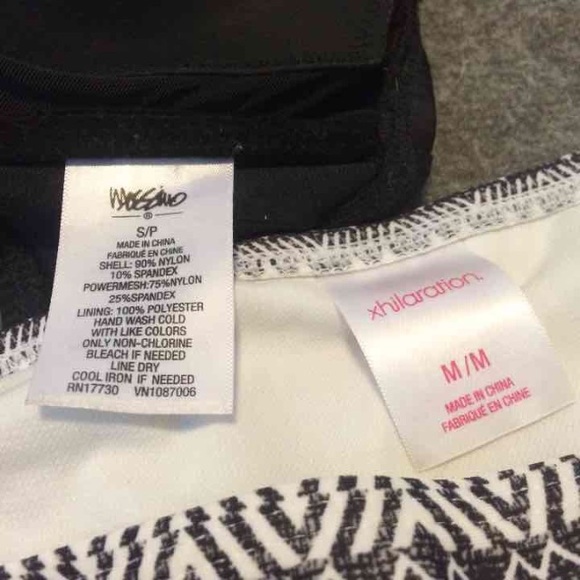 mossimo
®
S/P
MADE IN CHINA
FABRIQUÉ EN CHINE
SHELL: 90% NYLON
10% SPANDEX
POWERMESH:75%NYLON
25%SPANDEX
LINING: 100% POLYESTER
HAND WASH COLD
WITH LIKE COLORS
ONLY NON-CHLORINE
BLEACH IF NEEDED
LINE DRY
COOL IRON IF NEEDED
RN17730 VN1087006
xhilaration.
M/M
MADE IN CHINA
FABRIQUÉ EN CHINE